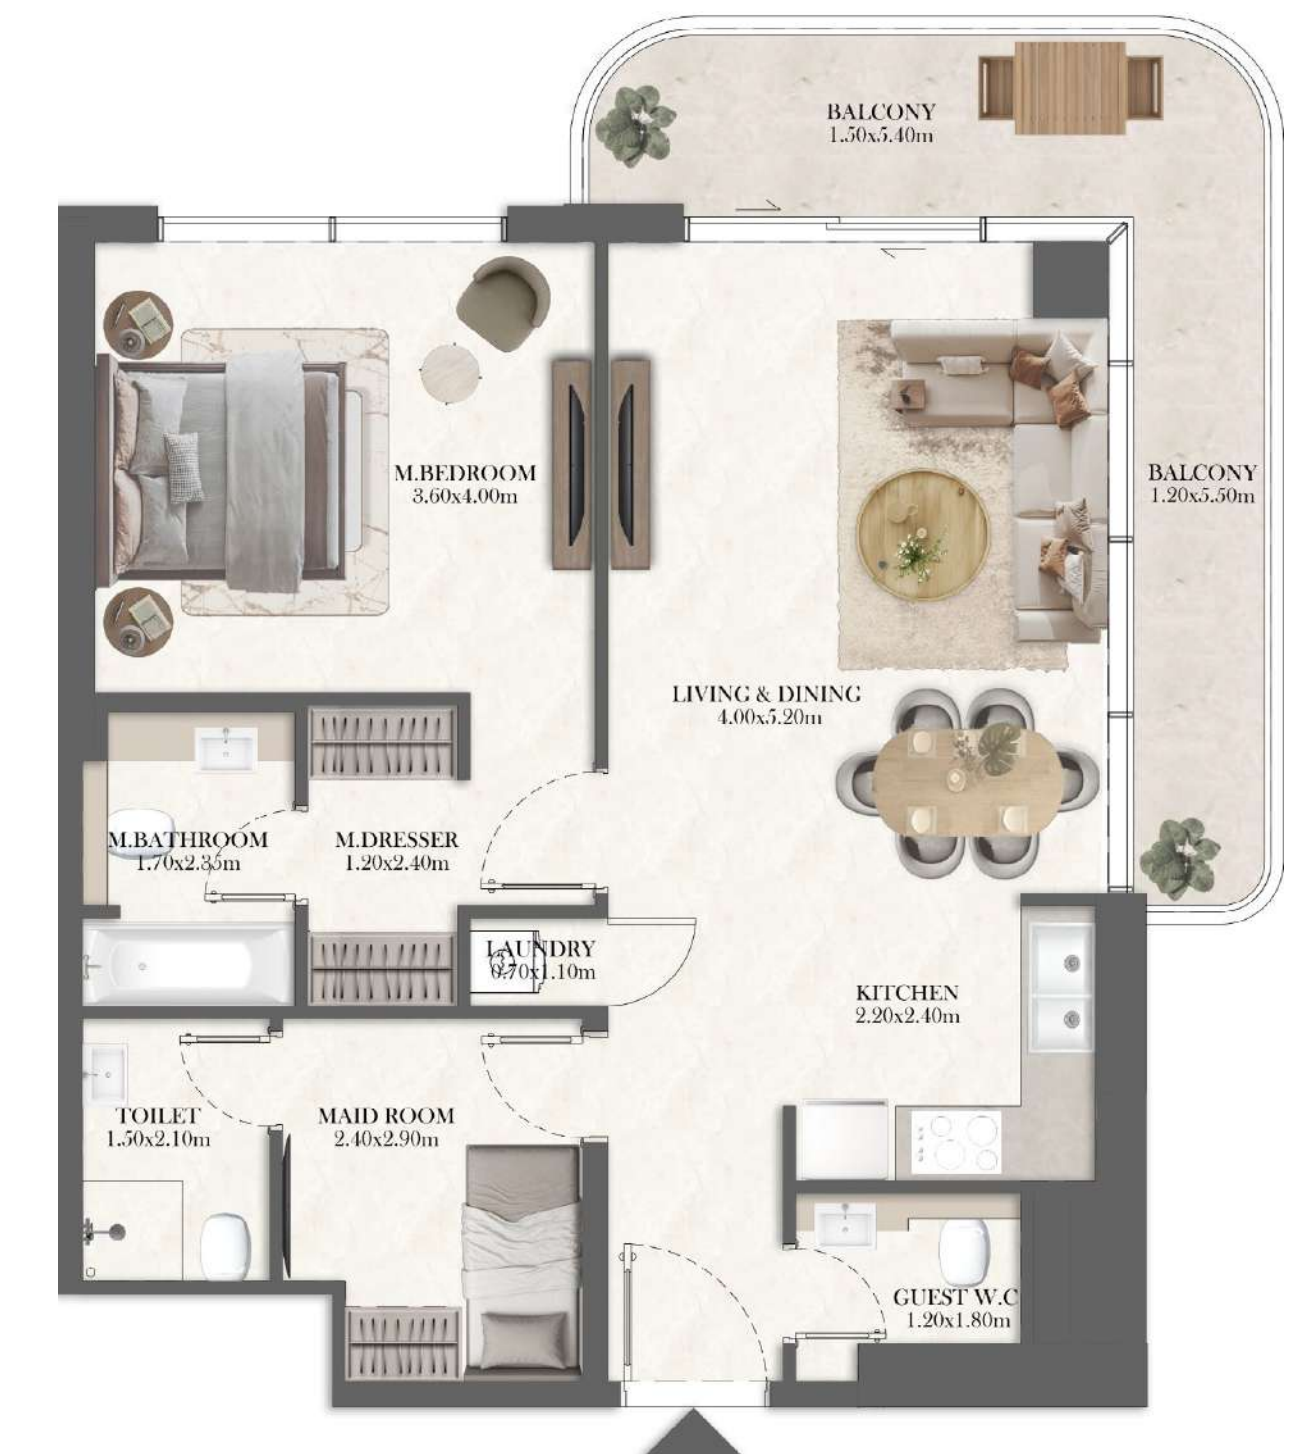 BALCONY
1.50x5.40m
M.BEDROOM
3.60x4.00m
BALCONY
1.20x5.50m
LIVING & DINING
4.00x5.20m
M.BATHROOM
1.70x2.35m
M.DRESSER
1.20x2.40m
LAUNDRY
0.70x1.10m
KITCHEN
2.20x2.40m
TOILET
1.50x2.10m
MAID ROOM
2.40x2.90m
GUEST W.C
1.20x1.80m